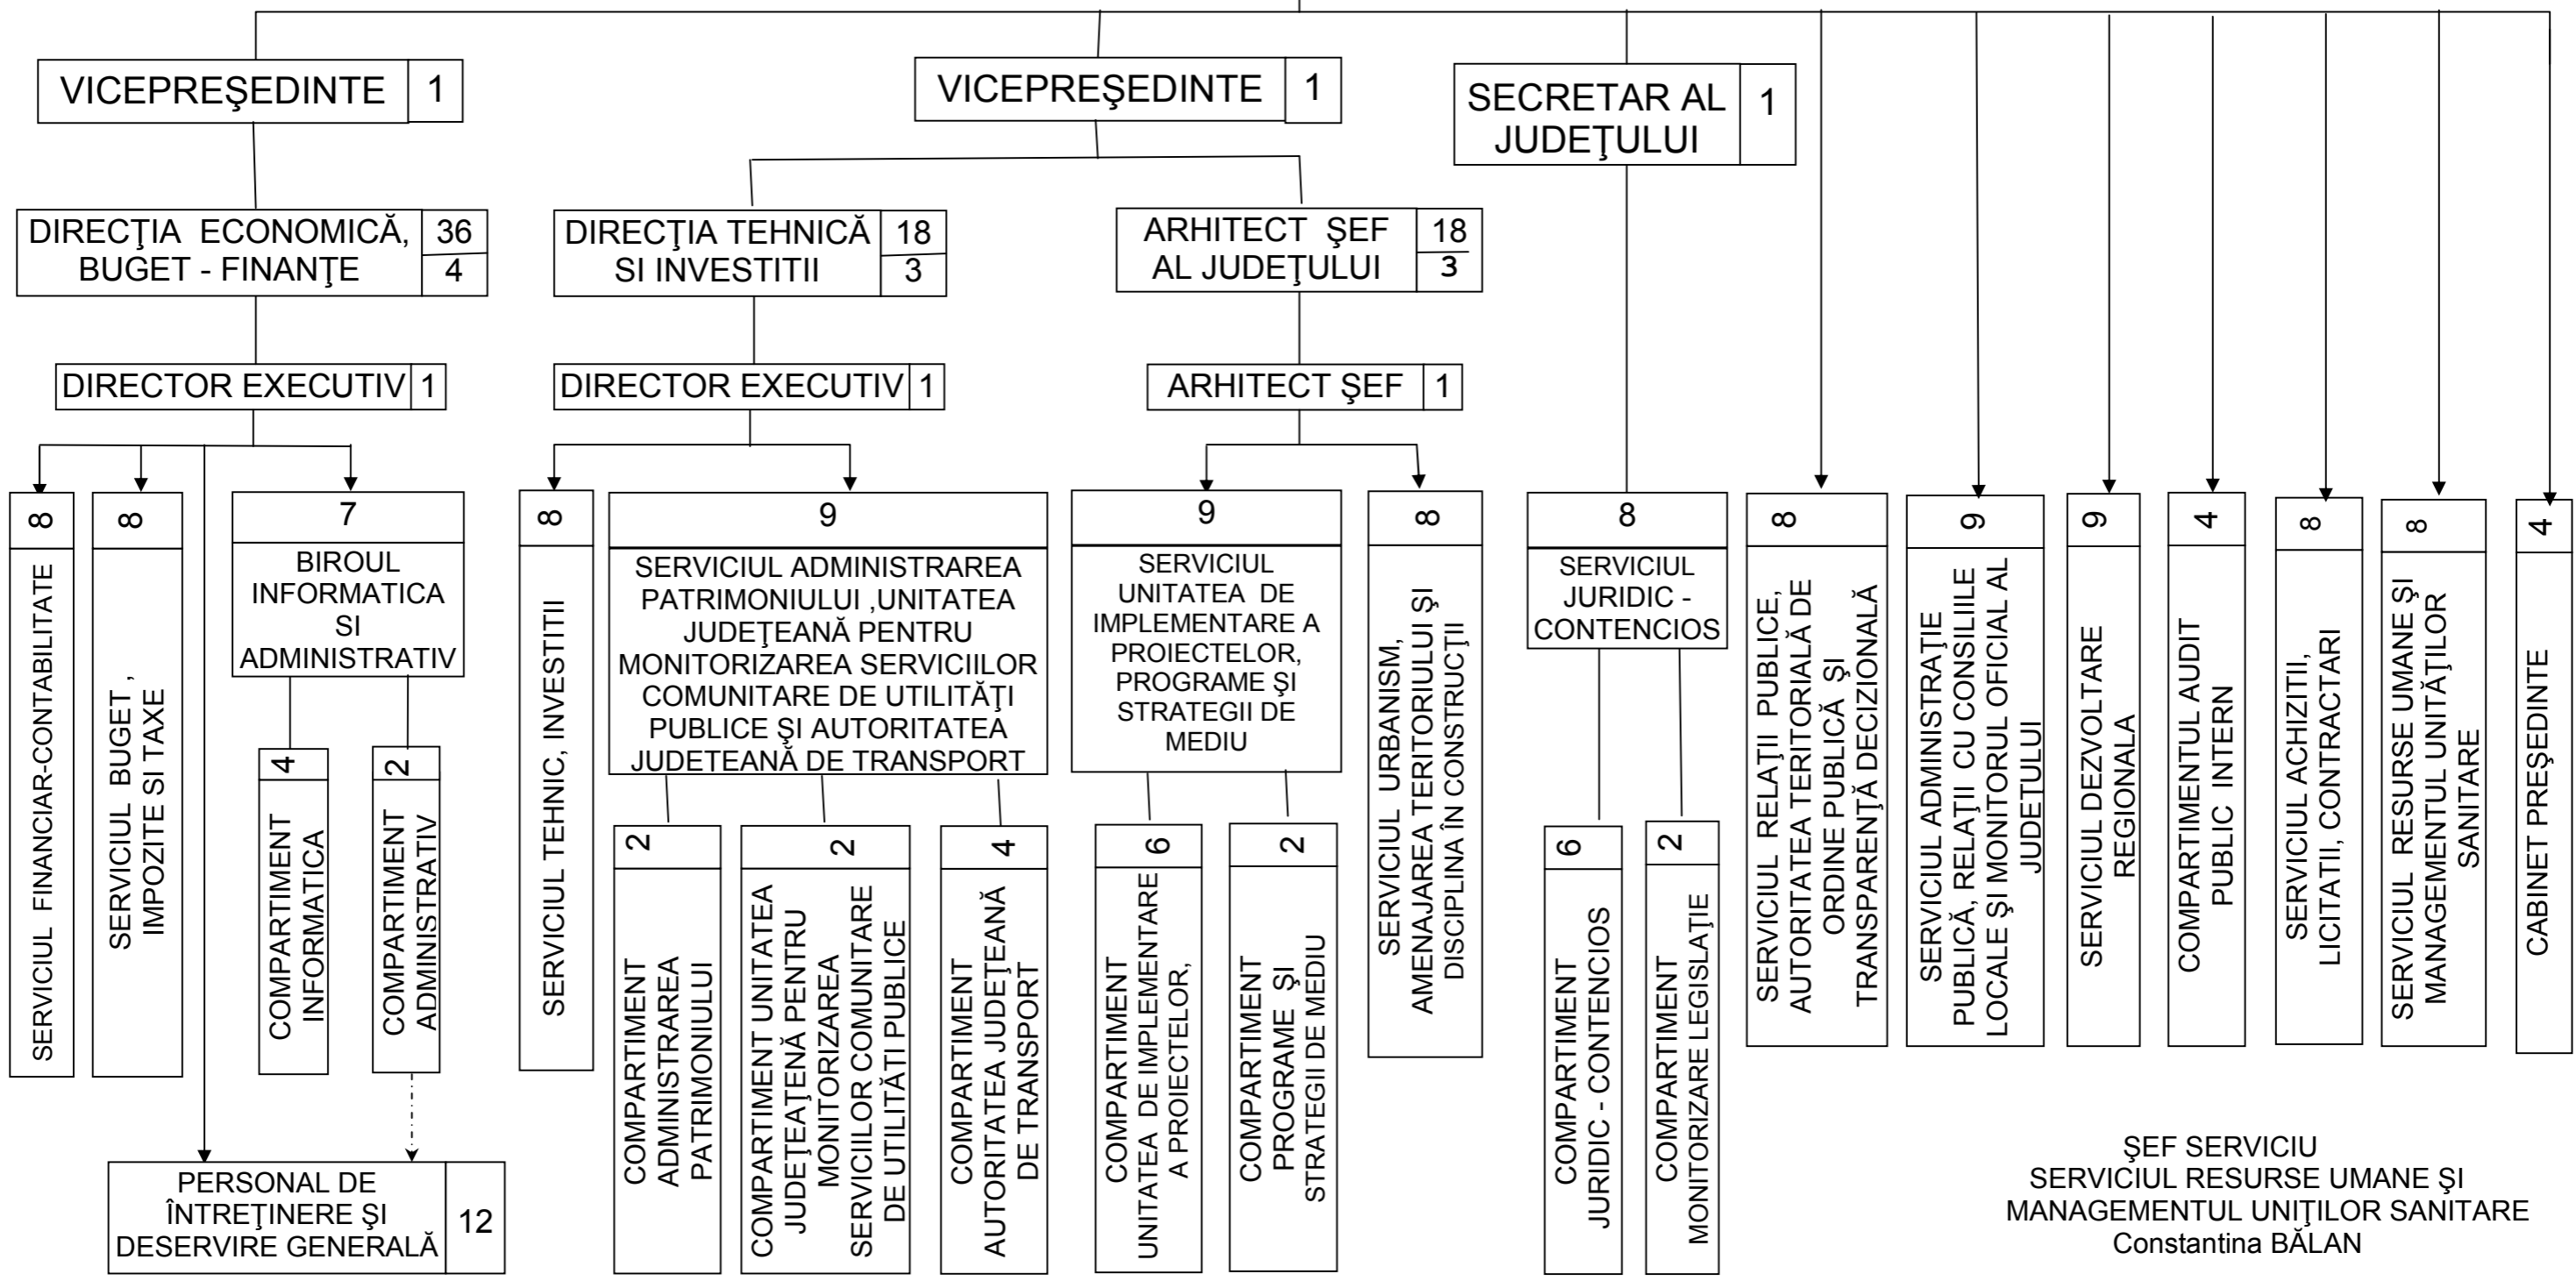 VICEPREŞEDINTE 1
VICEPREŞEDINTE 1
SECRETAR AL
JUDEŢULUI
1
DIRECŢIA ECONOMICĂ,
BUGET - FINANŢE
36
4
DIRECŢIA TEHNICĂ
SI INVESTITII
18
3
ARHITECT ŞEF
AL JUDEŢULUI
18
3
DIRECTOR EXECUTIV 1
DIRECTOR EXECUTIV 1
ARHITECT ŞEF 1
8
SERVICIUL FINANCIAR-CONTABILITATE
8
SERVICIUL BUGET ,
IMPOZITE SI TAXE
7
BIROUL
INFORMATICA
SI
ADMINISTRATIV
4
COMPARTIMENT
INFORMATICA
2
COMPARTIMENT
ADMINISTRATIV
PERSONAL DE
ÎNTREŢINERE ŞI
DESERVIRE GENERALĂ
12
8
SERVICIUL TEHNIC, INVESTITII
9
SERVICIUL ADMINISTRAREA
PATRIMONIULUI ,UNITATEA
JUDEŢEANĂ PENTRU
MONITORIZAREA SERVICIILOR
COMUNITARE DE UTILITĂŢI
PUBLICE ŞI AUTORITATEA
JUDETEANĂ DE TRANSPORT
2
COMPARTIMENT
ADMINISTRAREA
PATRIMONIULUI
2
COMPARTIMENT UNITATEA
JUDEŢEAŢENĂ PENTRU
MONITORIZAREA
SERVICIILOR COMUNITARE
DE UTILITĂTI PUBLICE
4
COMPARTIMENT
AUTORITATEA JUDEŢEANĂ
DE TRANSPORT
9
SERVICIUL
UNITATEA DE
IMPLEMENTARE A
PROIECTELOR,
PROGRAME ŞI
STRATEGII DE
MEDIU
6
COMPARTIMENT
UNITATEA DE IMPLEMENTARE
A PROIECTELOR,
2
COMPARTIMENT
PROGRAME ŞI
STRATEGII DE MEDIU
8
SERVICIUL URBANISM,
AMENAJAREA TERITORIULUI ŞI
DISCIPLINA ÎN CONSTRUCŢII
8
SERVICIUL
JURIDIC -
CONTENCIOS
6
COMPARTIMENT
JURIDIC - CONTENCIOS
2
COMPARTIMENT
MONITORIZARE LEGISLAŢIE
8
SERVICIUL RELAŢII PUBLICE,
AUTORITATEA TERITORIALĂ DE
ORDINE PUBLICĂ ŞI
TRANSPARENŢĂ DECIZIONALĂ
9
SERVICIUL ADMINISTRAŢIE
PUBLICĂ, RELAŢII CU CONSILIILE
LOCALE ŞI MONITORUL OFICIAL AL
JUDEŢULUI
9
SERVICIUL DEZVOLTARE
REGIONALA
4
COMPARTIMENTUL AUDIT
PUBLIC INTERN
8
SERVICIUL ACHIZITII,
LICITATII, CONTRACTARI
8
SERVICIUL RESURSE UMANE ŞI
MANAGEMENTUL UNITĂŢILOR
SANITARE
4
CABINET PREŞEDINTE
ŞEF SERVICIU
SERVICIUL RESURSE UMANE ŞI
MANAGEMENTUL UNIŢILOR SANITARE
Constantina BĂLAN